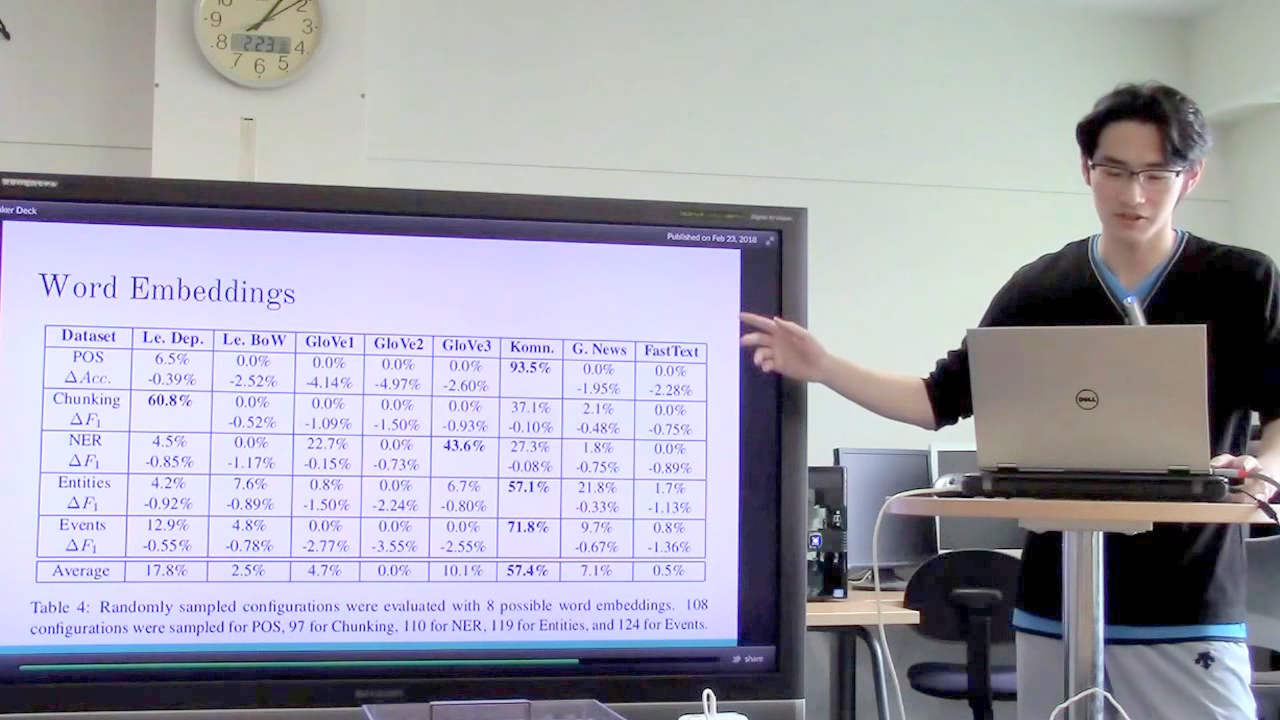 10
2
9
3
8
223
4
7
6
5
ker Deck
Published on Feb 23, 2018
Word Embeddings
Dataset Le. Dep. Le. BoW GloVe1 GloVe2 GloVe3 Komn. G. News FastText
POS 6.5% 0.0% 0.0% 0.0% 0.0% 93.5% 0.0% 0.0%
ΔAcc. -0.39% -2.52% -4.14% -4.97% -2.60% -1.95% -2.28%
Chunking 60.8% 0.0% 0.0% 0.0% 0.0% 37.1% 2.1% 0.0%
ΔF1 -0.52% -1.09% -1.50% -0.93% -0.10% -0.48% -0.75%
NER 4.5% 0.0% 22.7% 0.0% 43.6% 27.3% 1.8% 0.0%
ΔF1 -0.85% -1.17% -0.15% -0.73% -0.08% -0.75% -0.89%
Entities 4.2% 7.6% 0.8% 0.0% 6.7% 57.1% 21.8% 1.7%
ΔF1 -0.92% -0.89% -1.50% -2.24% -0.80% -0.33% -1.13%
Events 12.9% 4.8% 0.0% 0.0% 0.0% 71.8% 9.7% 0.8%
ΔF1 -0.55% -0.78% -2.77% -3.55% -2.55% -0.67% -1.36%
Average 17.8% 2.5% 4.7% 0.0% 10.1% 57.4% 7.1% 0.5%
Table 4: Randomly sampled configurations were evaluated with 8 possible word embeddings. 108
configurations were sampled for POS, 97 for Chunking, 110 for NER, 119 for Entities, and 124 for Events.
share
DELL